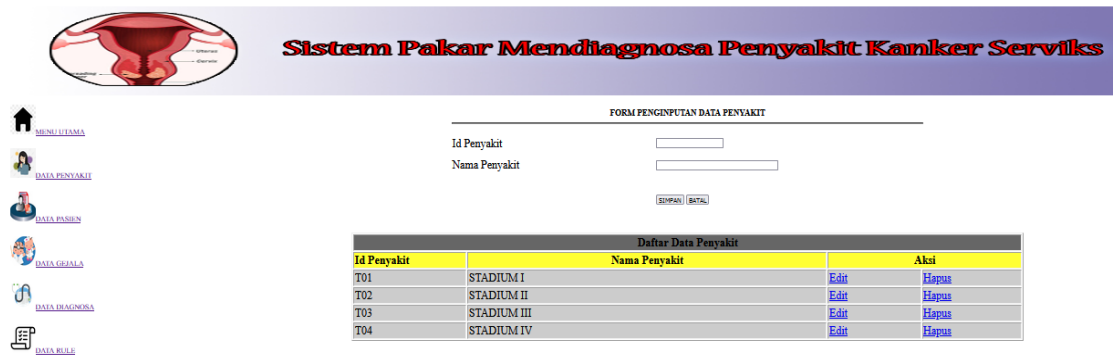 Uterus
Cervix
Sistem Pakar Mendiagnosa Penyakit Kanker Serviks
MENU UTAMA
DATA PENYAKIT
DATA PASIEN
DATA GEJALA
DATA DIAGNOSA
DATA RULE
FORM PENGINPUTAN DATA PENYAKIT
Id Penyakit
Nama Penyakit
SIMPAN BATAL
Daftar Data Penyakit
Id Penyakit Nama Penyakit Aksi
T01 STADIUM I Edit Hapus
T02 STADIUM II Edit Hapus
T03 STADIUM III Edit Hapus
T04 STADIUM IV Edit Hapus